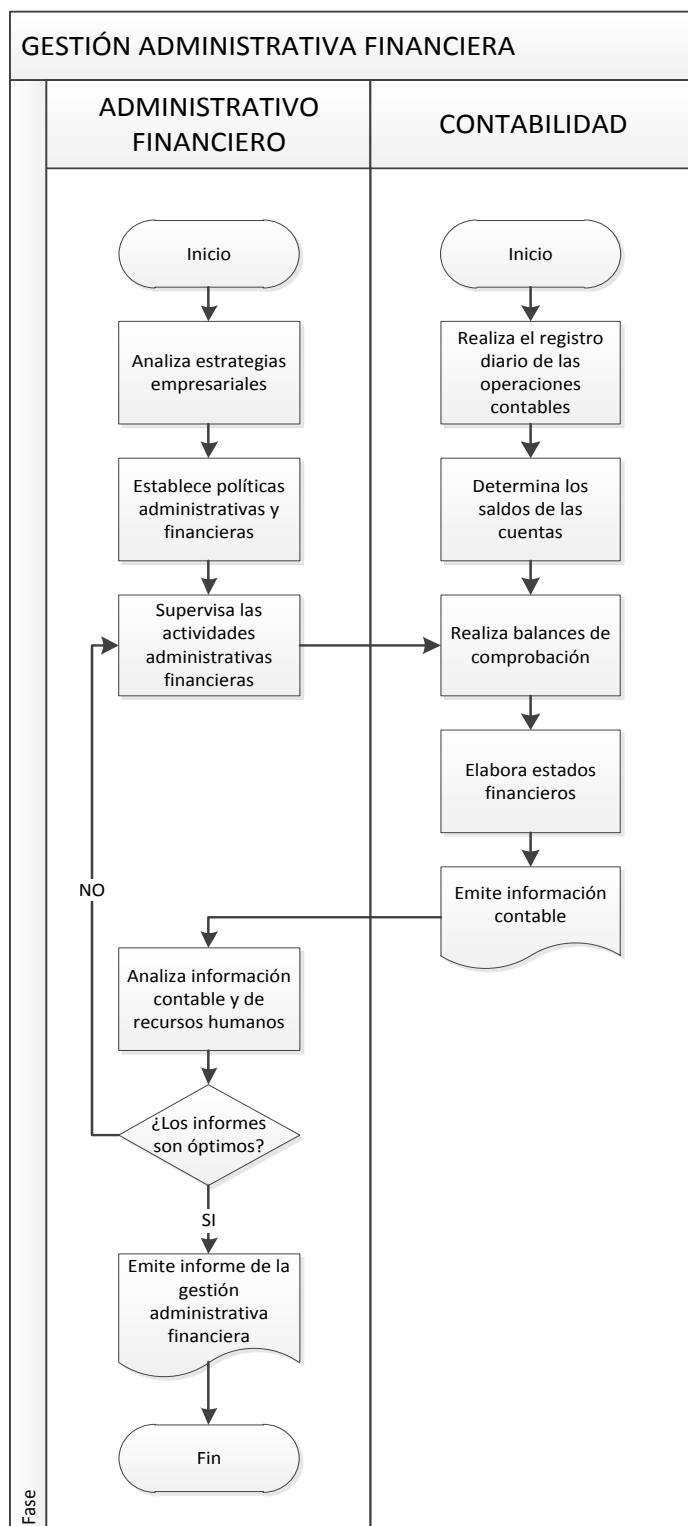 GESTIÓN ADMINISTRATIVA FINANCIERA
ADMINISTRATIVO
FINANCIERO
CONTABILIDAD
Inicio
Inicio
Analiza estrategias
empresariales
Realiza el registro
diario de las
operaciones
contables
Establece políticas
administrativas y
financieras
Determina los
saldos de las
cuentas
Supervisa las
actividades
administrativas
financieras
Realiza balances de
comprobación
Elabora estados
financieros
NO
Emite información
contable
Analiza información
contable y de
recursos humanos
¿Los informes
son óptimos?
SI
Emite informe de la
gestión
administrativa
financiera
Fin
Fase